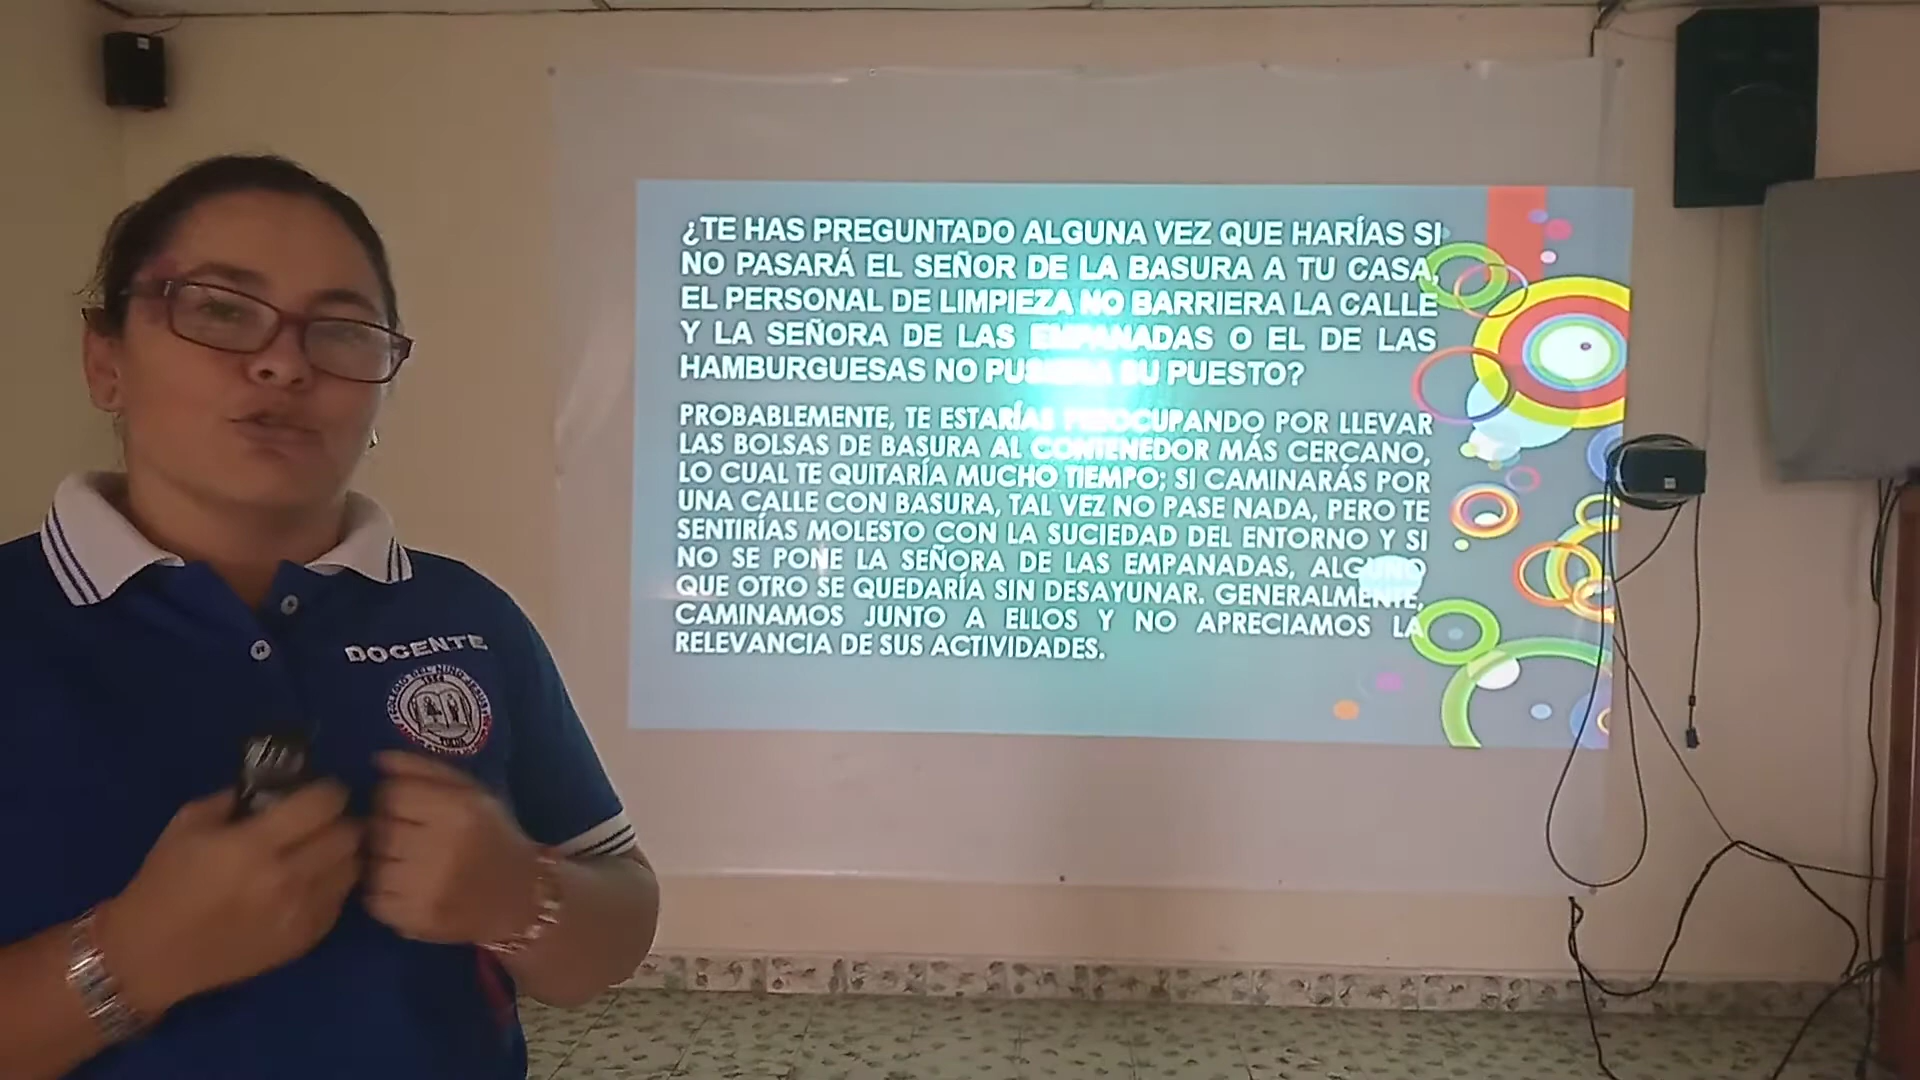 ¿TE HAS PREGUNTADO ALGUNA VEZ QUE HARÍAS SI
NO PASARÁ EL SEÑOR DE LA BASURA A TU CASA,
EL PERSONAL DE LIMPIEZA NO BARRIERA LA CALLE
Y LA SEÑORA DE LAS EMPANADAS O EL DE LAS
HAMBURGUESAS NO PUSIERA SU PUESTO?
PROBABLEMENTE, TE ESTARÍAS PREOCUPANDO POR LLEVAR
LAS BOLSAS DE BASURA AL CONTENEDOR MÁS CERCANO,
LO CUAL TE QUITARÍA MUCHO TIEMPO; SI CAMINARÁS POR
UNA CALLE CON BASURA, TAL VEZ NO PASE NADA, PERO TE
SENTIRÍAS MOLESTO CON LA SUCIEDAD DEL ENTORNO Y SI
NO SE PONE LA SEÑORA DE LAS EMPANADAS, ALGUNO
QUE OTRO SE QUEDARÍA SIN DESAYUNAR. GENERALMENTE,
CAMINAMOS JUNTO A ELLOS Y NO APRECIAMOS LA
RELEVANCIA DE SUS ACTIVIDADES.
DOCENTE
COLEGIO DEL NIÑO JESUS